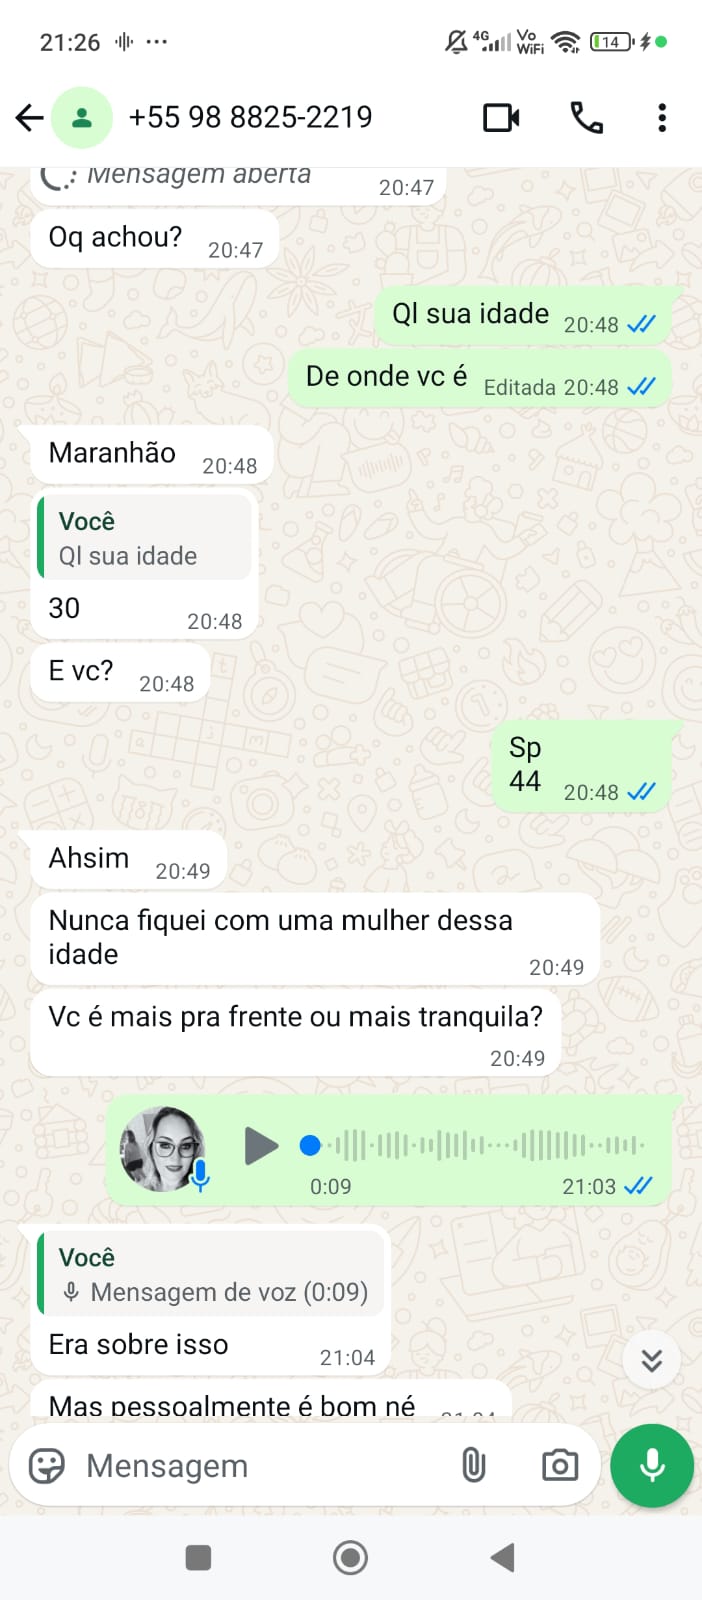 21:26
4G
Vo
WiFi
14
+55 98 8825-2219
Mensagem aberta
20:47
Oq achou? 20:47
Ql sua idade 20:48
De onde vc é Editada 20:48
Maranhão 20:48
Você
Ql sua idade
30 20:48
E vc? 20:48
Sp
44 20:48
Ahsim 20:49
Nunca fiquei com uma mulher dessa
idade
20:49
Vc é mais pra frente ou mais tranquila?
20:49
0:09 21:03
Você
Mensagem de voz (0:09)
Era sobre isso 21:04
Mas pessoalmente é bom né 21:04
Mensagem